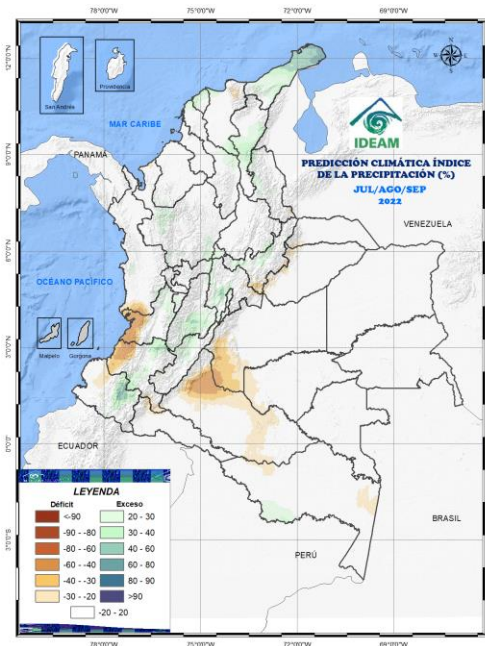 78°0'0"W 75°0'0"W 72°0'0"W 69°0'0"W
12°0'0"N
9°0'0"N
6°0'0"N
3°0'0"N
0°0'0"
3°0'0"S
San Andrés
Providencia
MAR CARIBE
PANAMÁ
IDEAM
PREDICCIÓN CLIMÁTICA ÍNDICE
DE LA PRECIPITACIÓN (%)
JUL/AGO/SEP
2022
VENEZUELA
OCÉANO PACÍFICO
Malpelo
Gorgona
ECUADOR
BRASIL
PERÚ
LEYENDA
Déficit Exceso
<-90 20 - 30
-90 - -80 30 - 40
-80 - -60 40 - 60
-60 - -40 60 - 80
-40 - -30 80 - 90
-30 - -20 >90
-20 - 20
78°0'0"W 75°0'0"W 72°0'0"W 69°0'0"W